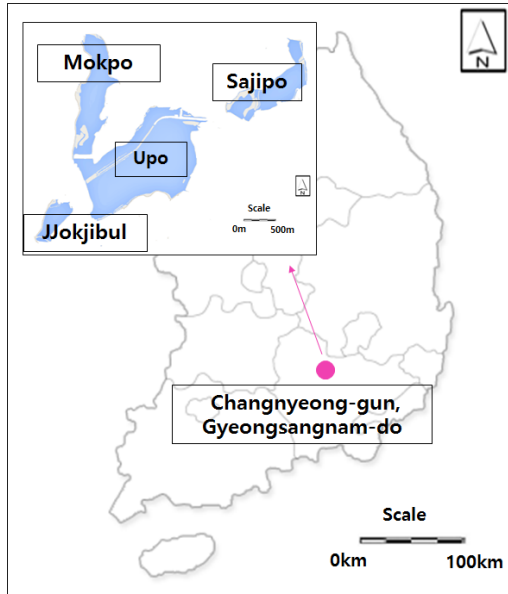 Mokpo
Sajipo
Upo
JJokjibul
Scale
0m 500m
N
N
Changnyeong-gun,
Gyeongsangnam-do
Scale
0km 100km